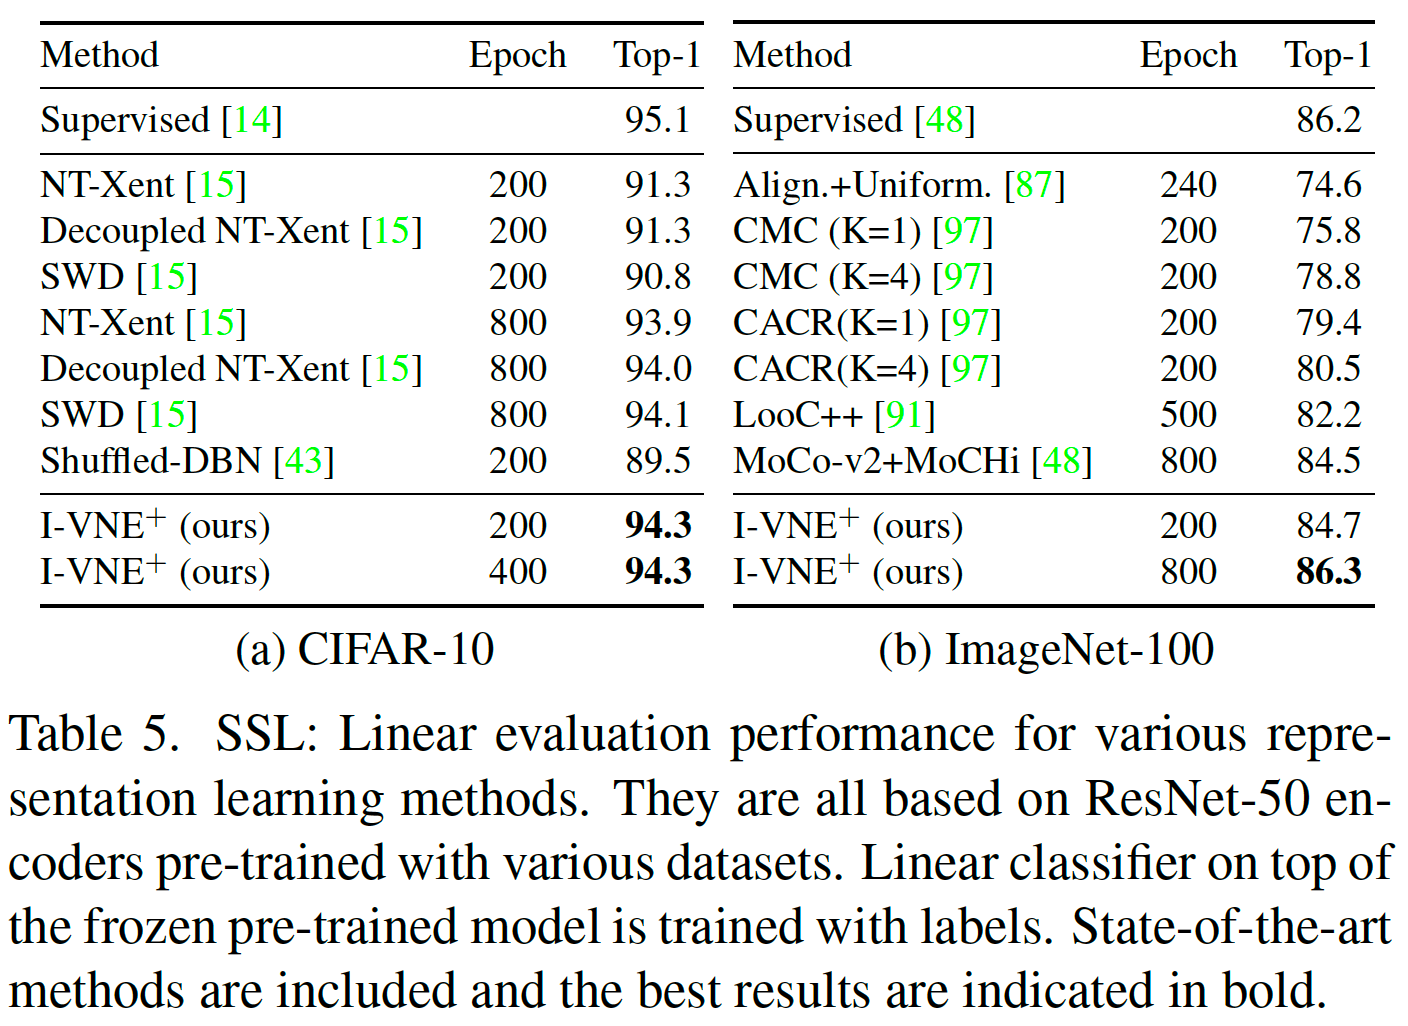 Method Epoch Top-1
Supervised [14] 95.1
NT-Xent [15] 200 91.3
Decoupled NT-Xent [15] 200 91.3
SWD [15] 200 90.8
NT-Xent [15] 800 93.9
Decoupled NT-Xent [15] 800 94.0
SWD [15] 800 94.1
Shuffled-DBN [43] 200 89.5
I-VNE⁺ (ours) 200 94.3
I-VNE⁺ (ours) 400 94.3
(a) CIFAR-10
Method Epoch Top-1
Supervised [48] 86.2
Align.+Uniform. [87] 240 74.6
CMC (K=1) [97] 200 75.8
CMC (K=4) [97] 200 78.8
CACR(K=1) [97] 200 79.4
CACR(K=4) [97] 200 80.5
LooC++ [91] 500 82.2
MoCo-v2+MoCHi [48] 800 84.5
I-VNE⁺ (ours) 200 84.7
I-VNE⁺ (ours) 800 86.3
(b) ImageNet-100
Table 5. SSL: Linear evaluation performance for various repre-
sentation learning methods. They are all based on ResNet-50 en-
coders pre-trained with various datasets. Linear classifier on top of
the frozen pre-trained model is trained with labels. State-of-the-art
methods are included and the best results are indicated in bold.